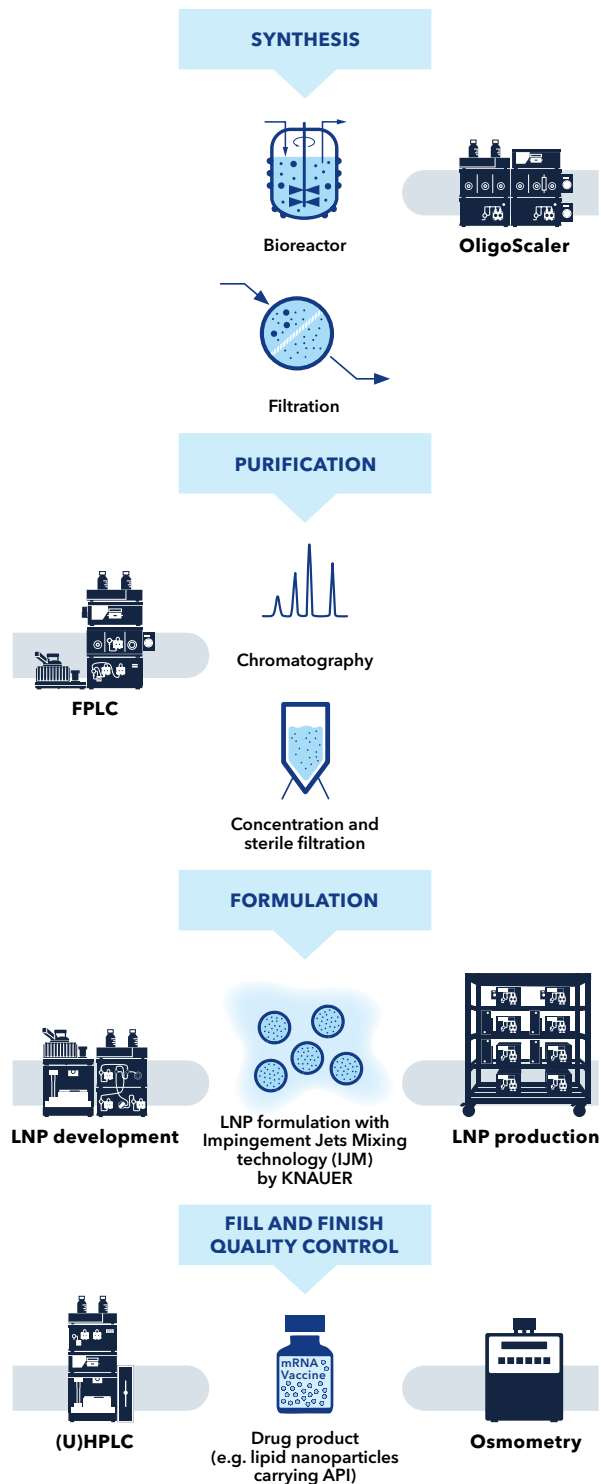 SYNTHESIS
Bioreactor
OligoScaler
Filtration
PURIFICATION
Chromatography
FPLC
Concentration and
sterile filtration
FORMULATION
LNP development
LNP formulation with
Impingement Jets Mixing
technology (IJM)
by KNAUER
LNP production
FILL AND FINISH
QUALITY CONTROL
mRNA
Vaccine
(U)HPLC
Drug product
(e.g. lipid nanoparticles
carrying API)
Osmometry